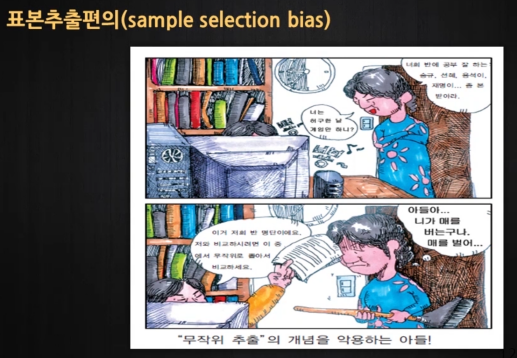 표본추출편의(sample selection bias)
너희 반에 공부 잘 하는
승규, 선혜, 용석이,
재명이... 좀 본
받아라.
너는
허구한 날
게임만 하니?
아들아...
니가 매를
버는구나.
매를 벌어...
이거 저희 반 명단이에요.
저와 비교하시려면 이 중
에서 무작위로 뽑아서
비교하세요.
"무작위 추출"의 개념을 악용하는 아들!